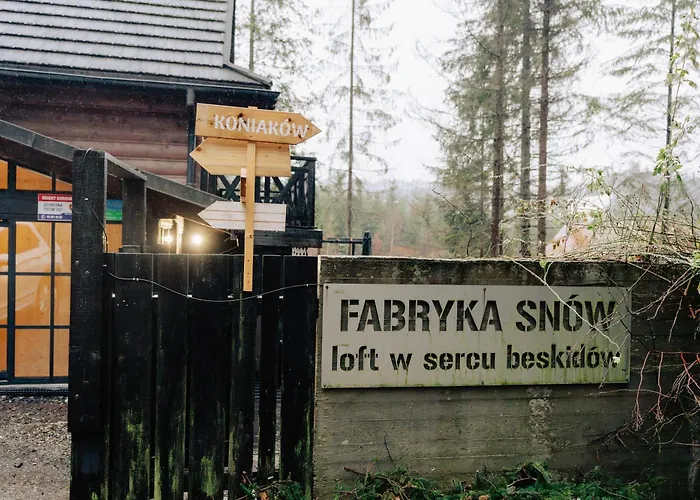 KONIAKÓW
FABRYKA SNÓW
loft w sercu beskidów